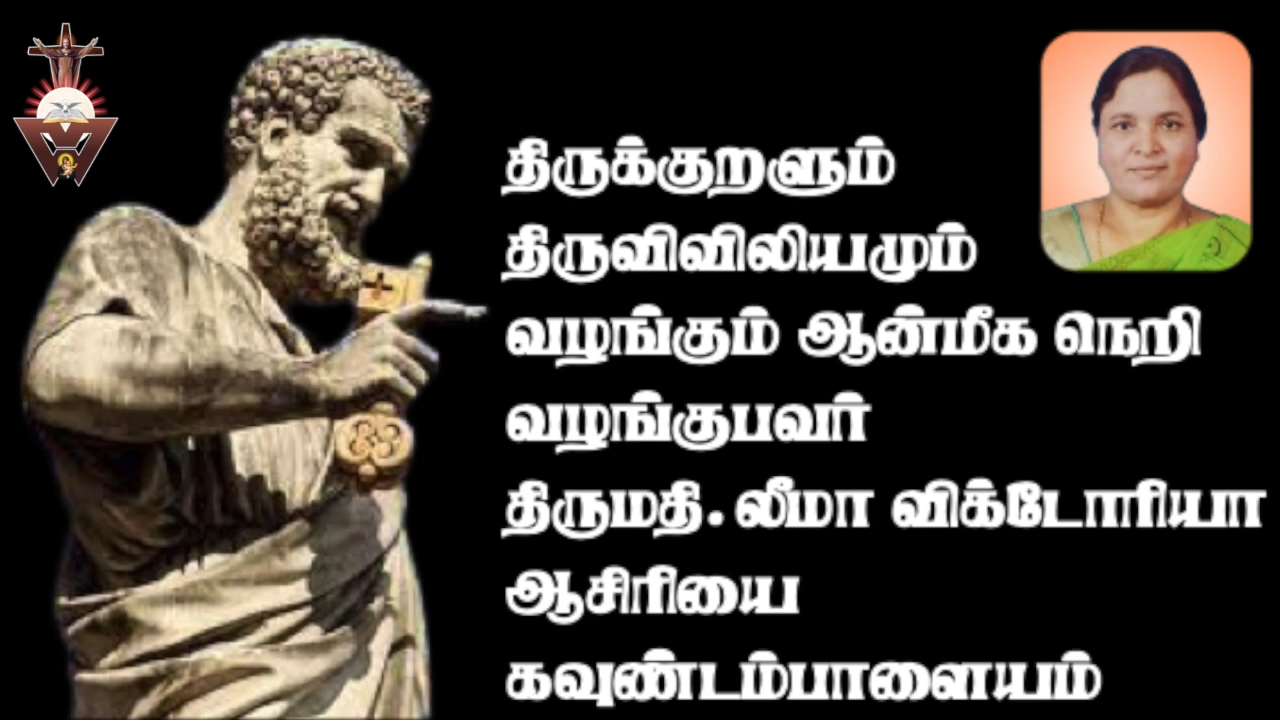 திருக்குறளும்
திருவிவிலியமும்
வழங்கும் ஆன்மீக நெறி
வழங்குபவர்
திருமதி.லீமா விக்டோரியா
ஆசிரியை
கவுண்டம்பாளையம்